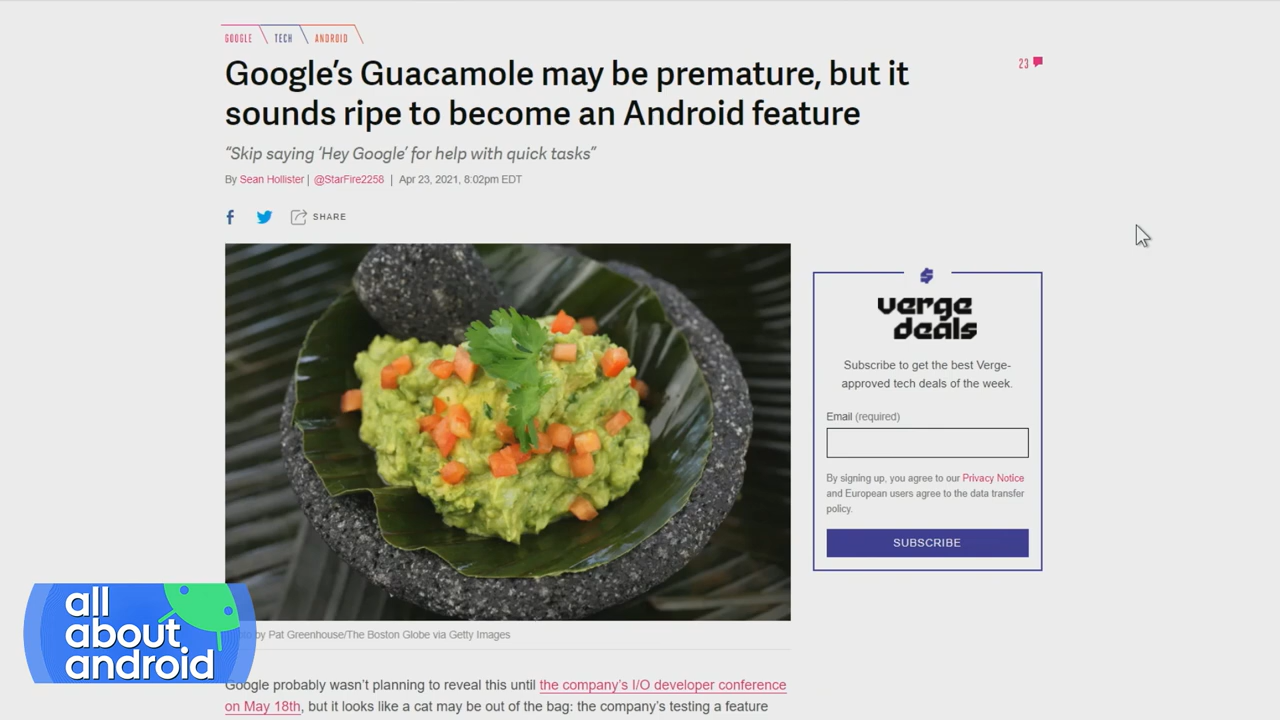 GOOGLE TECH ANDROID
Google's Guacamole may be premature, but it
sounds ripe to become an Android feature
23
"Skip saying 'Hey Google' for help with quick tasks"
By Sean Hollister | @StarFire2258 | Apr 23, 2021, 8:02pm EDT
SHARE
verge
deals
Subscribe to get the best Verge-
approved tech deals of the week.
Email (required)
By signing up, you agree to our Privacy Notice
and European users agree to the data transfer
policy.
SUBSCRIBE
by Pat Greenhouse/The Boston Globe via Getty Images
all
about
android
Google probably wasn't planning to reveal this until the company's I/O developer conference
on May 18th, but it looks like a cat may be out of the bag: the company's testing a feature